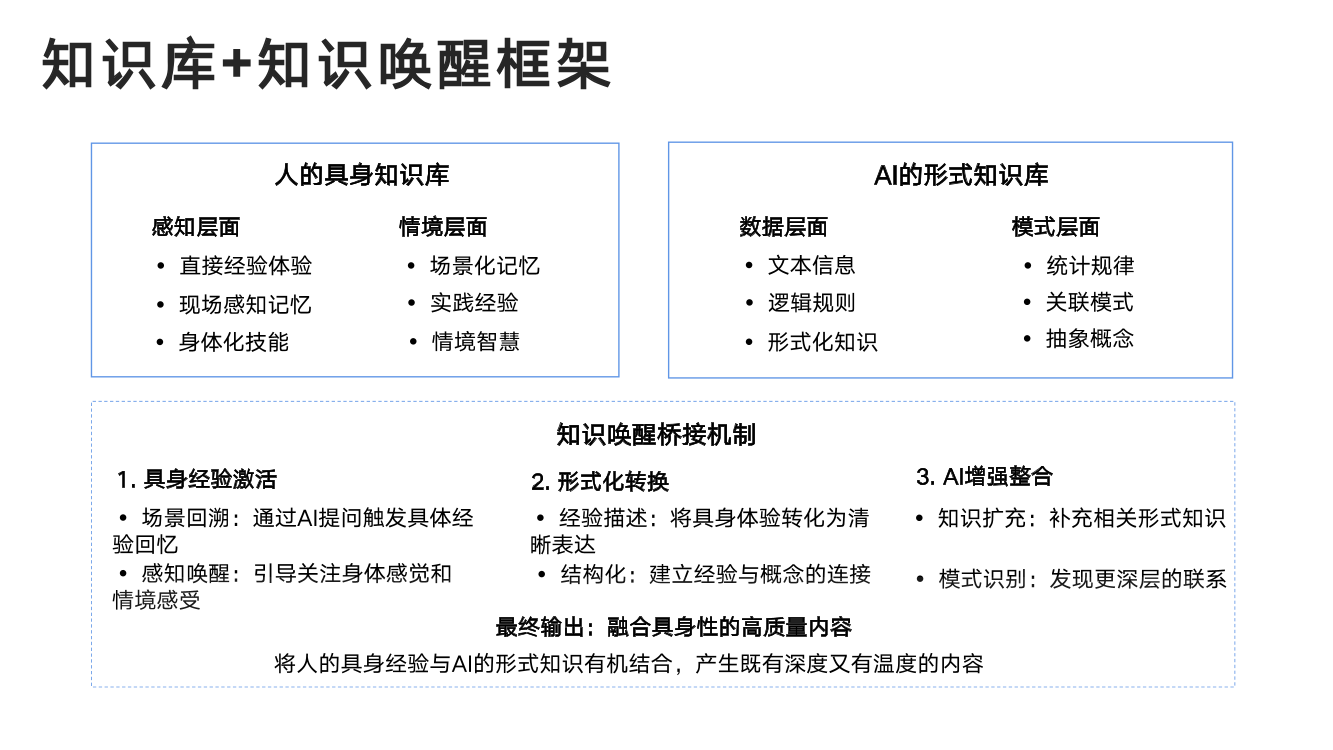 知识库+知识唤醒框架
人的具身知识库
感知层面
• 直接经验体验
• 现场感知记忆
• 身体化技能
情境层面
• 场景化记忆
• 实践经验
• 情境智慧
AI的形式知识库
数据层面
• 文本信息
• 逻辑规则
• 形式化知识
模式层面
• 统计规律
• 关联模式
• 抽象概念
知识唤醒桥接机制
1. 具身经验激活
• 场景回溯：通过AI提问触发具体经
验回忆
• 感知唤醒：引导关注身体感觉和
情境感受
2. 形式化转换
• 经验描述：将具身体验转化为清
晰表达
• 结构化：建立经验与概念的连接
3. AI增强整合
• 知识扩充：补充相关形式知识
• 模式识别：发现更深层的联系
最终输出：融合具身性的高质量内容
将人的具身经验与AI的形式知识有机结合，产生既有深度又有温度的内容